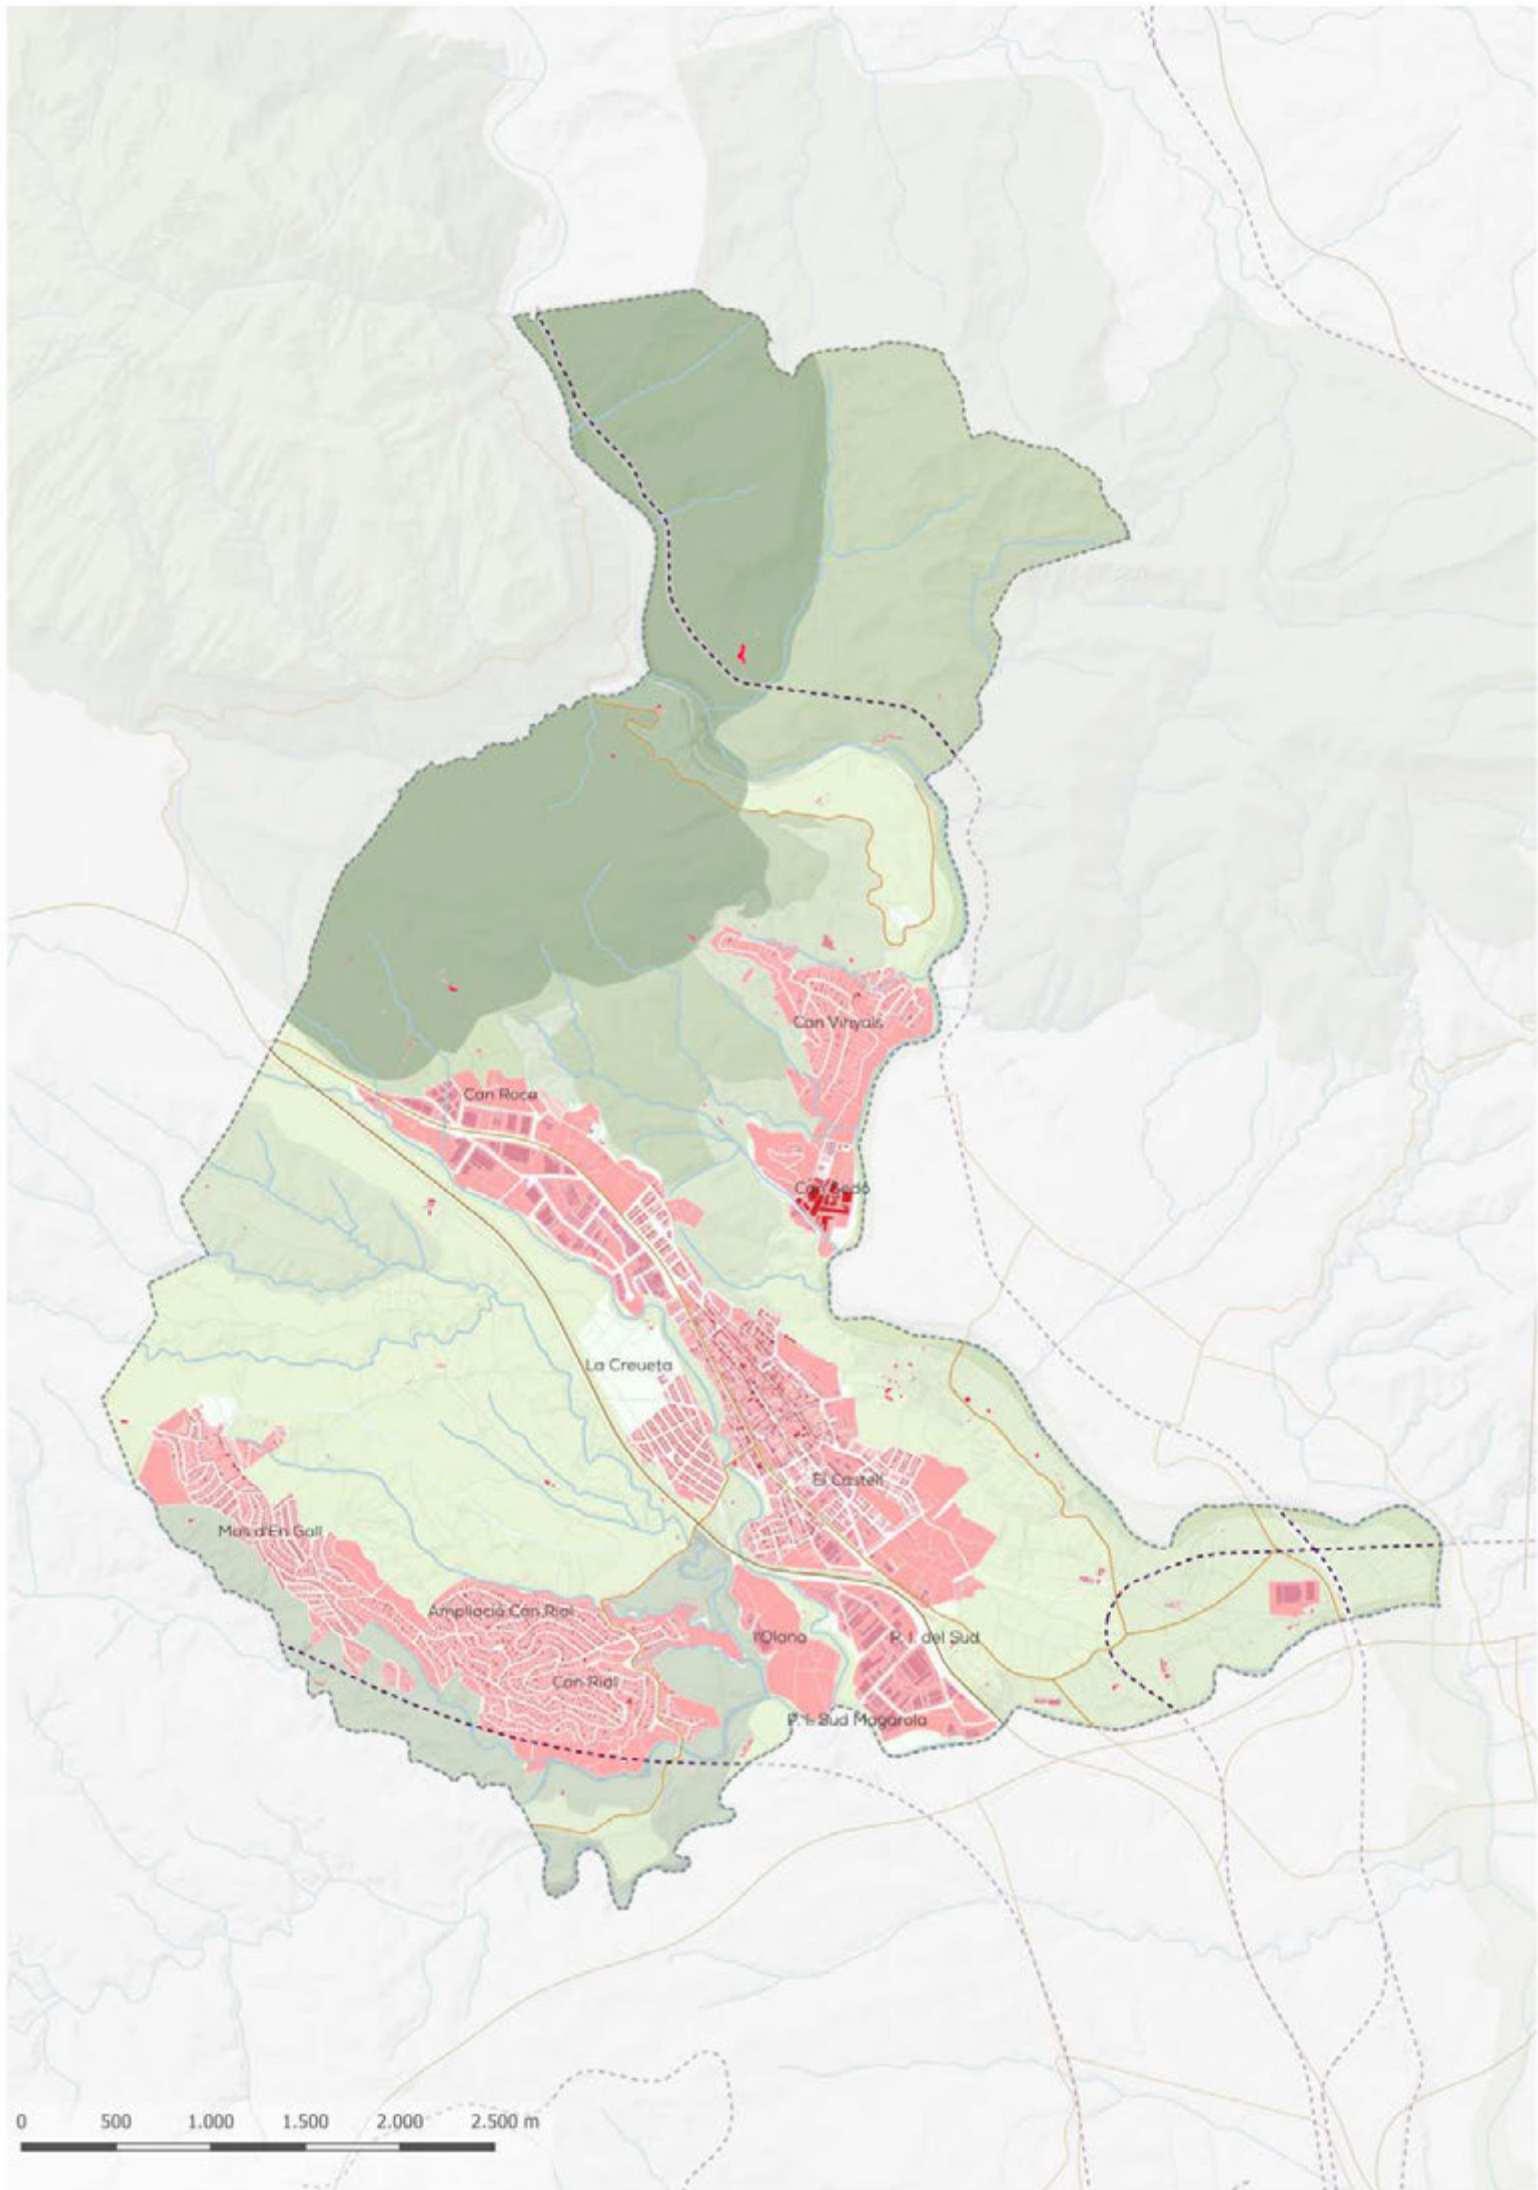 Can Vinyals
Can Roca
Can Sedó
La Creueta
El Castell
Mas d'En Gall
Ampliació Can Rial
l'Olana
P. I. del Sud
Can Rial
P. I. Sud Magarola
0 500 1.000 1.500 2.000 2.500 m